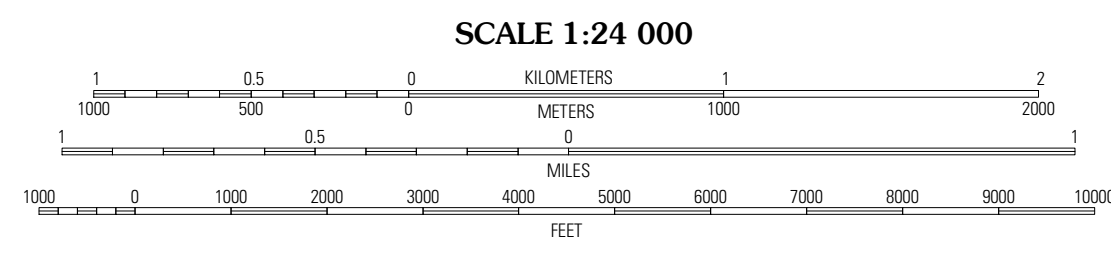 SCALE 1:24 000
1 0.5 0 KILOMETERS 1 2
1000 500 0 METERS 1000 2000
1 0.5 0 1
MILES
1000 0 1000 2000 3000 4000 5000 6000 7000 8000 9000 10000
FEET